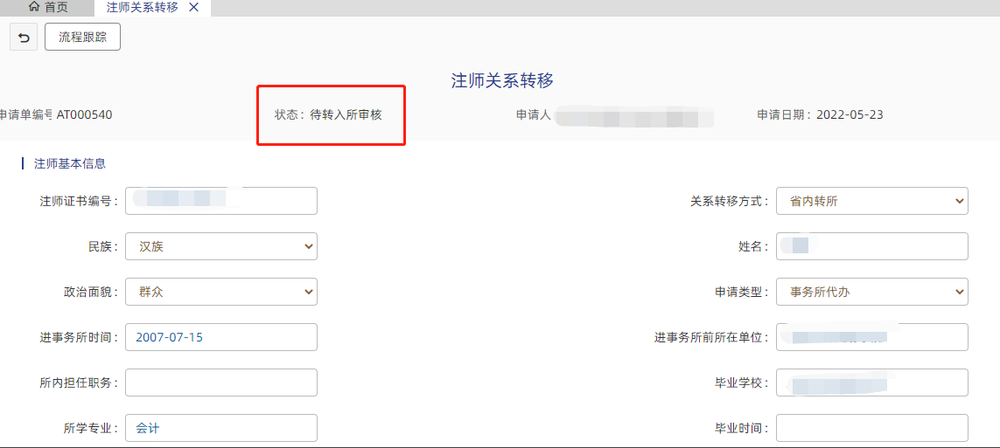 首页 注师关系转移
流程跟踪
注师关系转移
申请单编号 AT000540 状态：待转入所审核 申请人 申请日期：2022-05-23
注师基本信息
注师证书编号： 关系转移方式： 省内转所
民族： 汉族 姓名：
政治面貌： 群众 申请类型： 事务所代办
进事务所时间： 2007-07-15 进事务所前所在单位：
所内担任职务： 毕业学校：
所学专业： 会计 毕业时间：